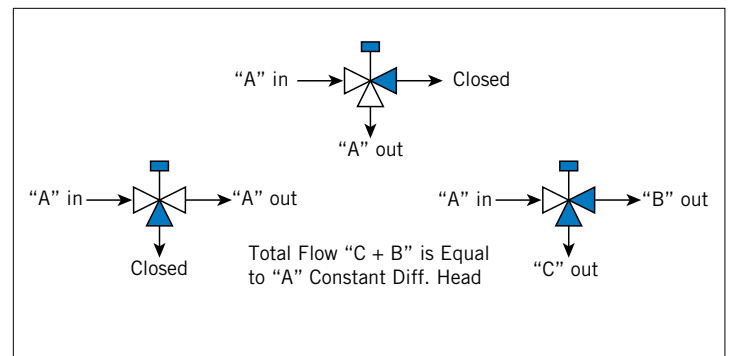 “A” in
Closed
“A” out
“A” in
“A” out
Closed
“A” in
“B” out
“C” out
Total Flow “C + B” is Equal
to “A” Constant Diff. Head